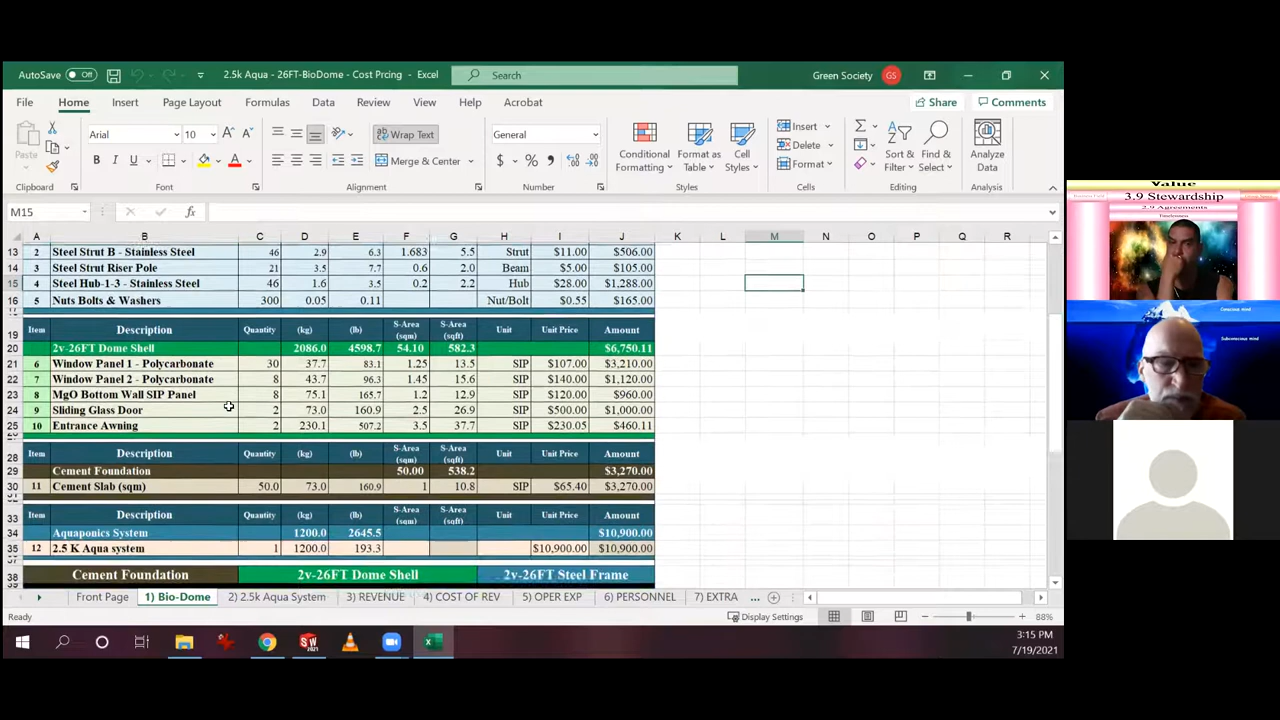 AutoSave Off 2.5k Aqua - 26FT-BioDome - Cost Prcing - Excel Search Green Society GS
File Home Insert Page Layout Formulas Data Review View Help Acrobat Share Comments
Arial 10 Wrap Text General Insert
Paste B I U Merge & Center $ % Conditional Formatting Format as Table Cell Styles Delete Format Sort & Filter Find & Select Analyze Data
Clipboard Font Alignment Number Styles Cells Editing Analysis
M15 fx
A B C D E F G H I J K L M N O P Q R
13 2 Steel Strut B - Stainless Steel 46 2.9 6.3 1.683 5.5 Strut $11.00 $506.00
14 3 Steel Strut Riser Pole 21 3.5 7.7 0.6 2.0 Beam $5.00 $105.00
15 4 Steel Hub-1-3 - Stainless Steel 46 1.6 3.5 0.2 2.2 Hub $28.00 $1,288.00
16 5 Nuts Bolts & Washers 300 0.05 0.11 Nut/Bolt $0.55 $165.00
19 Item Description Quantity (kg) (lb) S-Area (sqm) S-Area (sqft) Unit Unit Price Amount
20 2v-26FT Dome Shell 2086.0 4598.7 54.10 582.3 $6,750.11
21 6 Window Panel 1 - Polycarbonate 30 37.7 83.1 1.25 13.5 SIP $107.00 $3,210.00
22 7 Window Panel 2 - Polycarbonate 8 43.7 96.3 1.45 15.6 SIP $140.00 $1,120.00
23 8 MgO Bottom Wall SIP Panel 8 75.1 165.7 1.2 12.9 SIP $120.00 $960.00
24 9 Sliding Glass Door 2 73.0 160.9 2.5 26.9 SIP $500.00 $1,000.00
25 10 Entrance Awning 2 230.1 507.2 3.5 37.7 SIP $230.05 $460.11
28 Item Description Quantity (kg) (lb) S-Area (sqm) S-Area (sqft) Unit Unit Price Amount
29 Cement Foundation 50.00 538.2 $3,270.00
30 11 Cement Slab (sqm) 50.0 73.0 160.9 1 10.8 SIP $65.40 $3,270.00
33 Item Description Quantity (kg) (lb) S-Area (sqm) S-Area (sqft) Unit Unit Price Amount
34 Aquaponics System 1200.0 2645.5 $10,900.00
35 12 2.5 K Aqua system 1 1200.0 193.3 $10,900.00 $10,900.00
38 Cement Foundation 2v-26FT Dome Shell 2v-26FT Steel Frame
Front Page 1) Bio-Dome 2) 2.5k Aqua System 3) REVENUE 4) COST OF REV 5) OPER EXP 6) PERSONNEL 7) EXTRA ...
Ready Display Settings 88%
3:15 PM
7/19/2021
Value
3.9 Stewardship
2.9 Agreements
Timelessness
Conscious mind
Subconscious mind